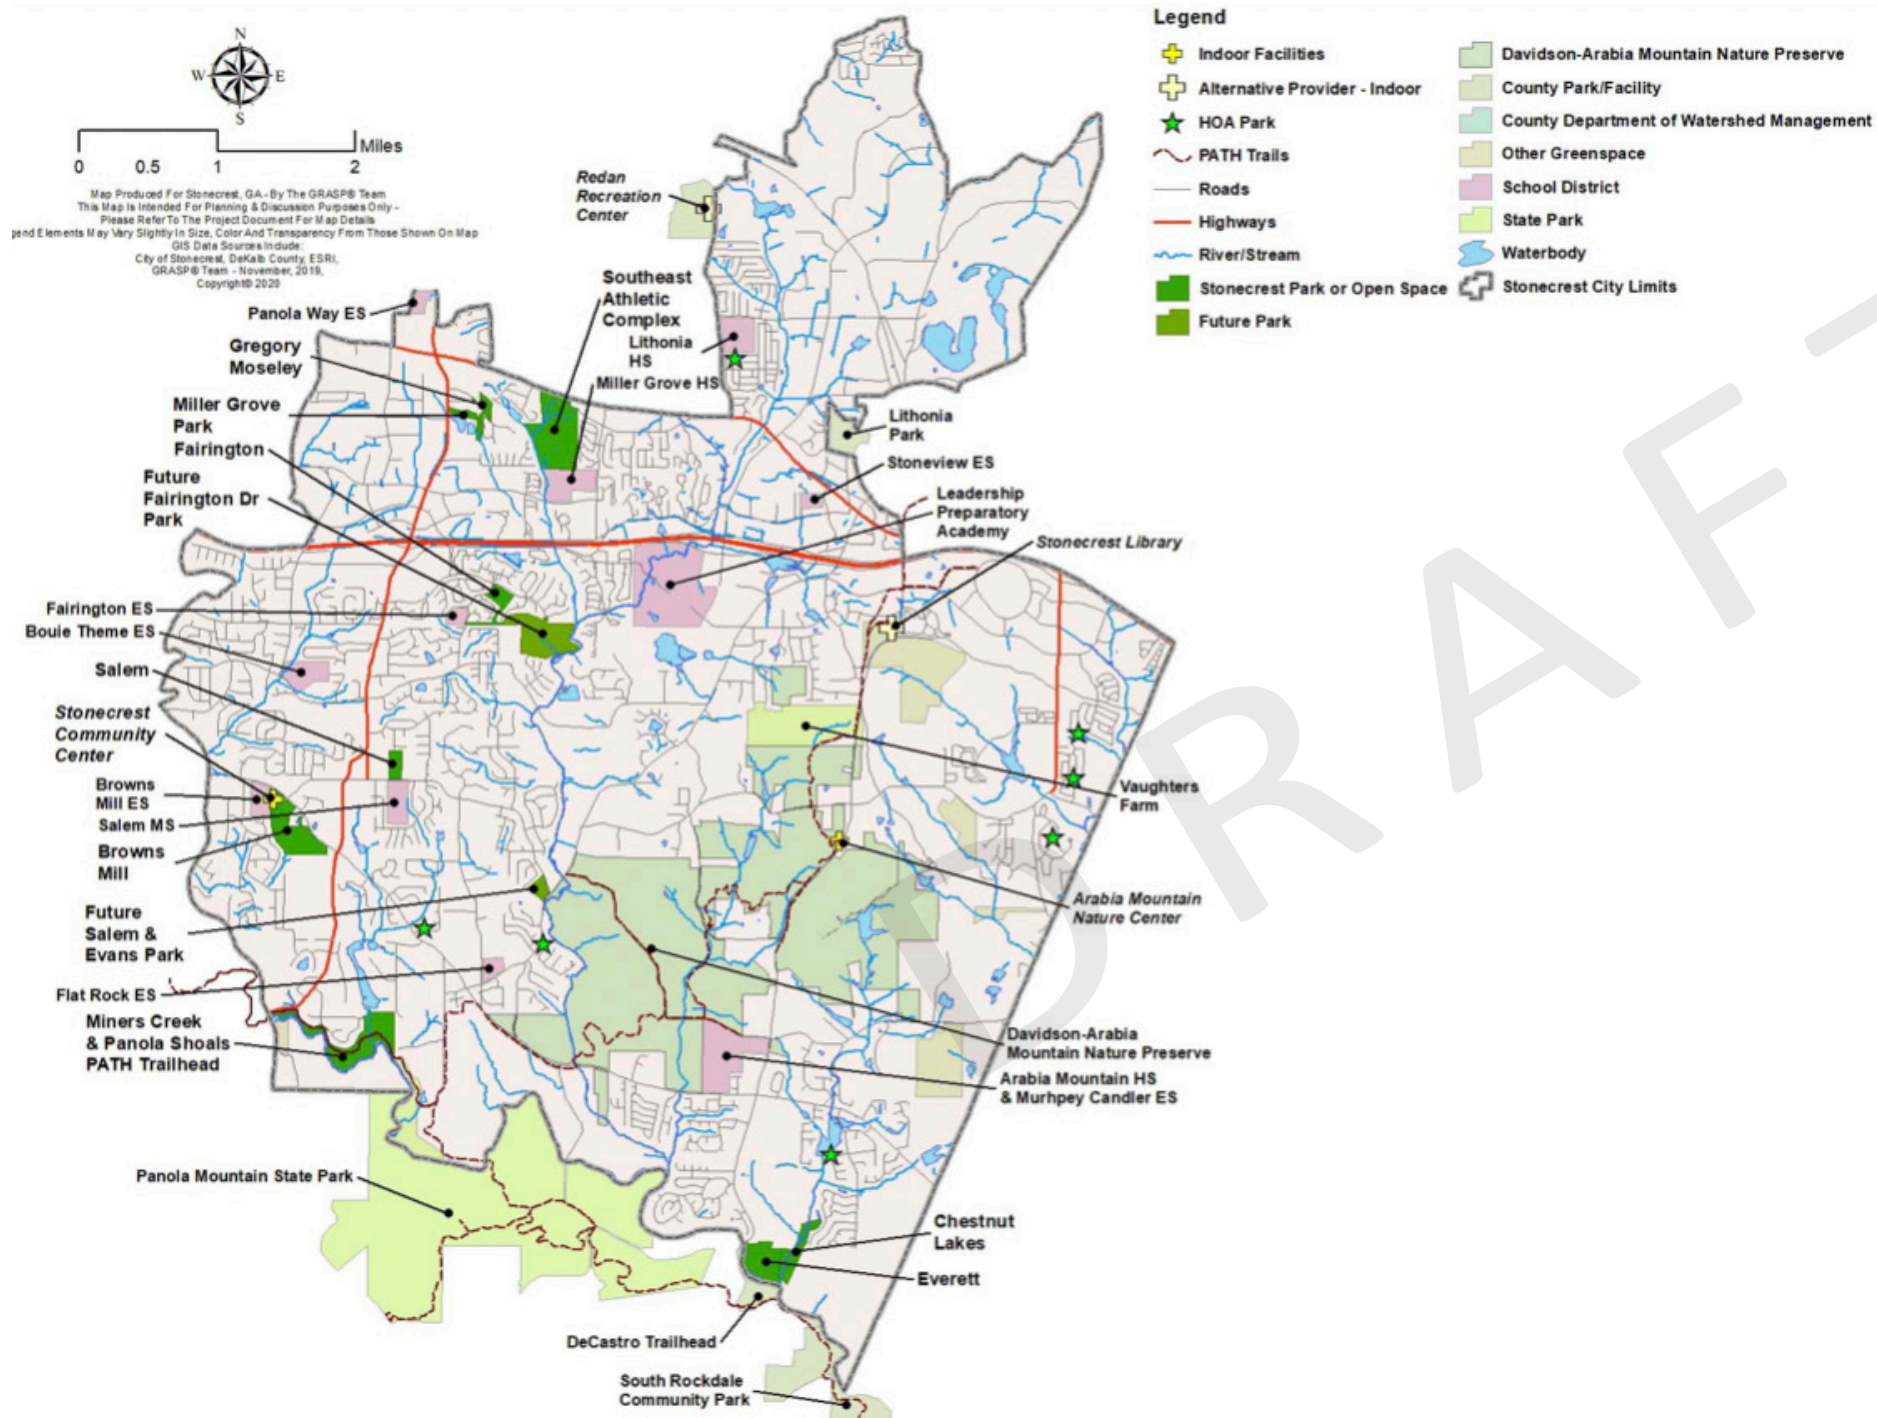 N
W
E
S
Miles
0
0.5
1
2
Map Produced For Stonecrest, GA - By The GRASP® Team
This Map Is Intended For Planning & Discussion Purposes Only -
Please Refer To The Project Document For Map Details
gend Elements May Vary Slightly In Size, Color And Transparency From Those Shown On Map
GIS Data Sources Include:
City of Stonecrest, DeKalb County, ESRI,
GRASP® Team - November, 2019,
Copyright© 2020
Legend
Indoor Facilities
Alternative Provider - Indoor
HOA Park
PATH Trails
Roads
Highways
River/Stream
Stonecrest Park or Open Space
Future Park
Davidson-Arabia Mountain Nature Preserve
County Park/Facility
County Department of Watershed Management
Other Greenspace
School District
State Park
Waterbody
Stonecrest City Limits
Redan
Recreation
Center
Southeast
Athletic
Complex
Lithonia
HS
Miller Grove HS
Panola Way ES
Gregory
Moseley
Miller Grove
Park
Fairington
Future
Fairington Dr
Park
Lithonia
Park
Stoneview ES
Leadership
Preparatory
Academy
Stonecrest Library
Fairington ES
Bouie Theme ES
Salem
Stonecrest
Community
Center
Browns
Mill ES
Salem MS
Browns
Mill
Vaughters
Farm
Arabia Mountain
Nature Center
Future
Salem &
Evans Park
Flat Rock ES
Miners Creek
& Panola Shoals
PATH Trailhead
Davidson-Arabia
Mountain Nature Preserve
Arabia Mountain HS
& Murhpey Candler ES
Panola Mountain State Park
Chestnut
Lakes
Everett
DeCastro Trailhead
South Rockdale
Community Park
DRAF